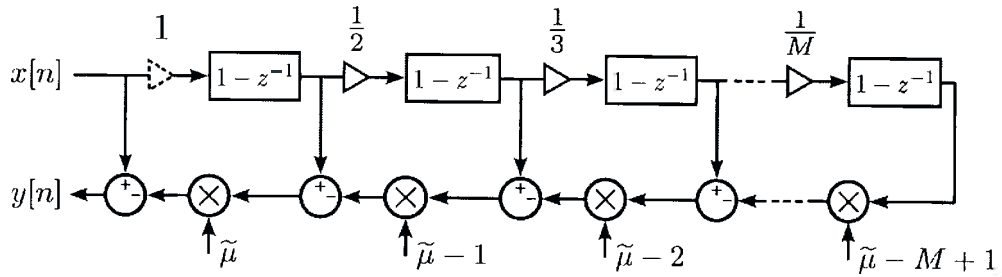 1 1/2 1/3 1/M
x[n] 1 − z⁻¹ 1 − z⁻¹ 1 − z⁻¹ 1 − z⁻¹
+ + + +
y[n] − × − × − × − ×
μ̃ μ̃ − 1 μ̃ − 2 μ̃ − M + 1